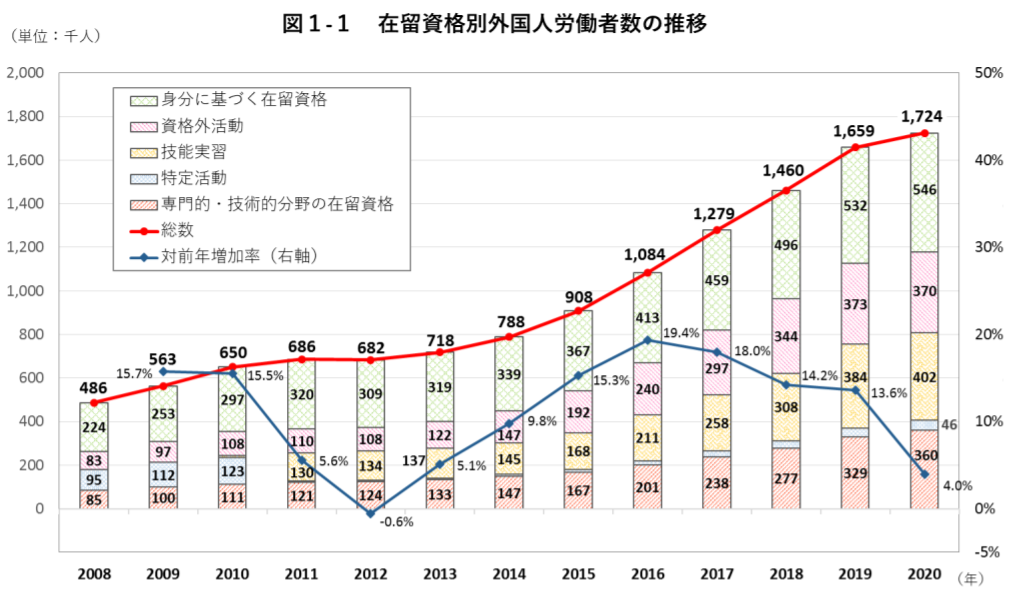 図１-１　在留資格別外国人労働者数の推移
（単位：千人）
2,000
1,800
1,600
1,400
1,200
1,000
800
600
400
200
0
50%
40%
30%
20%
10%
0%
-5%
身分に基づく在留資格
資格外活動
技能実習
特定活動
専門的・技術的分野の在留資格
総数
対前年増加率（右軸）
486 563 650 686 682 718 788 908 1,084 1,279 1,460 1,659 1,724
224 253 297 320 309 319 339 367 413 459 496 532 546
83 97 108 110 108 122 147 192 240 297 344 373 370
130 134 137 145 168 211 258 308 384 402
95 112 123 46
85 100 111 121 124 133 147 167 201 238 277 329 360
15.7% 15.5% 5.6% -0.6% 5.1% 9.8% 15.3% 19.4% 18.0% 14.2% 13.6% 4.0%
2008 2009 2010 2011 2012 2013 2014 2015 2016 2017 2018 2019 2020 （年）